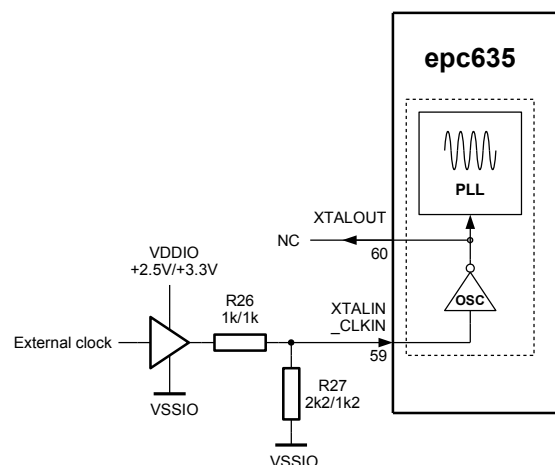 epc635
PLL
XTALOUT
NC
60
VDDIO
+2.5V/+3.3V
OSC
R26
1k/1k
XTALIN
_CLKIN
External clock
59
R27
2k2/1k2
VSSIO
VSSIO